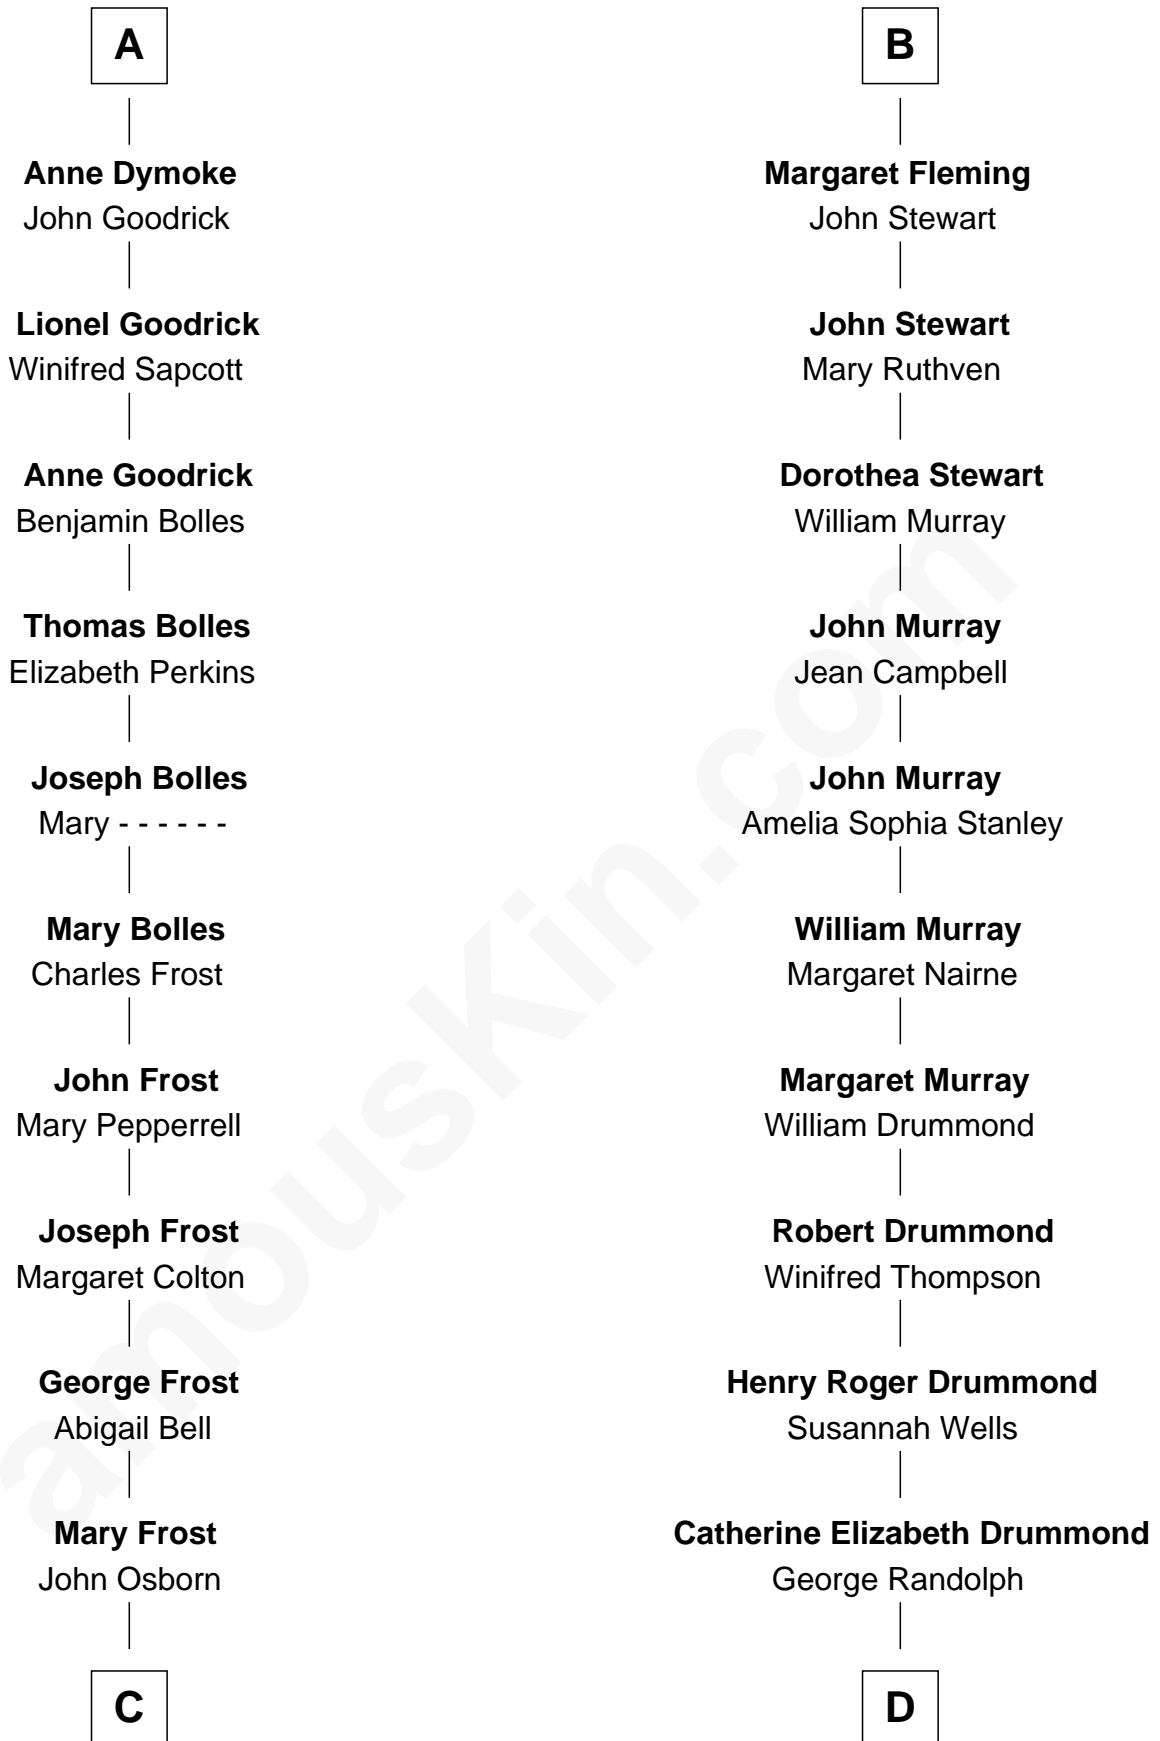 A
Anne Dymoke
John Goodrick
Lionel Goodrick
Winifred Sapcott
Anne Goodrick
Benjamin Bolles
Thomas Bolles
Elizabeth Perkins
Joseph Bolles
Mary - - - - - -
Mary Bolles
Charles Frost
John Frost
Mary Pepperrell
Joseph Frost
Margaret Colton
George Frost
Abigail Bell
Mary Frost
John Osborn
C
B
Margaret Fleming
John Stewart
John Stewart
Mary Ruthven
Dorothea Stewart
William Murray
John Murray
Jean Campbell
John Murray
Amelia Sophia Stanley
William Murray
Margaret Nairne
Margaret Murray
William Drummond
Robert Drummond
Winifred Thompson
Henry Roger Drummond
Susannah Wells
Catherine Elizabeth Drummond
George Randolph
D
amousKin.com